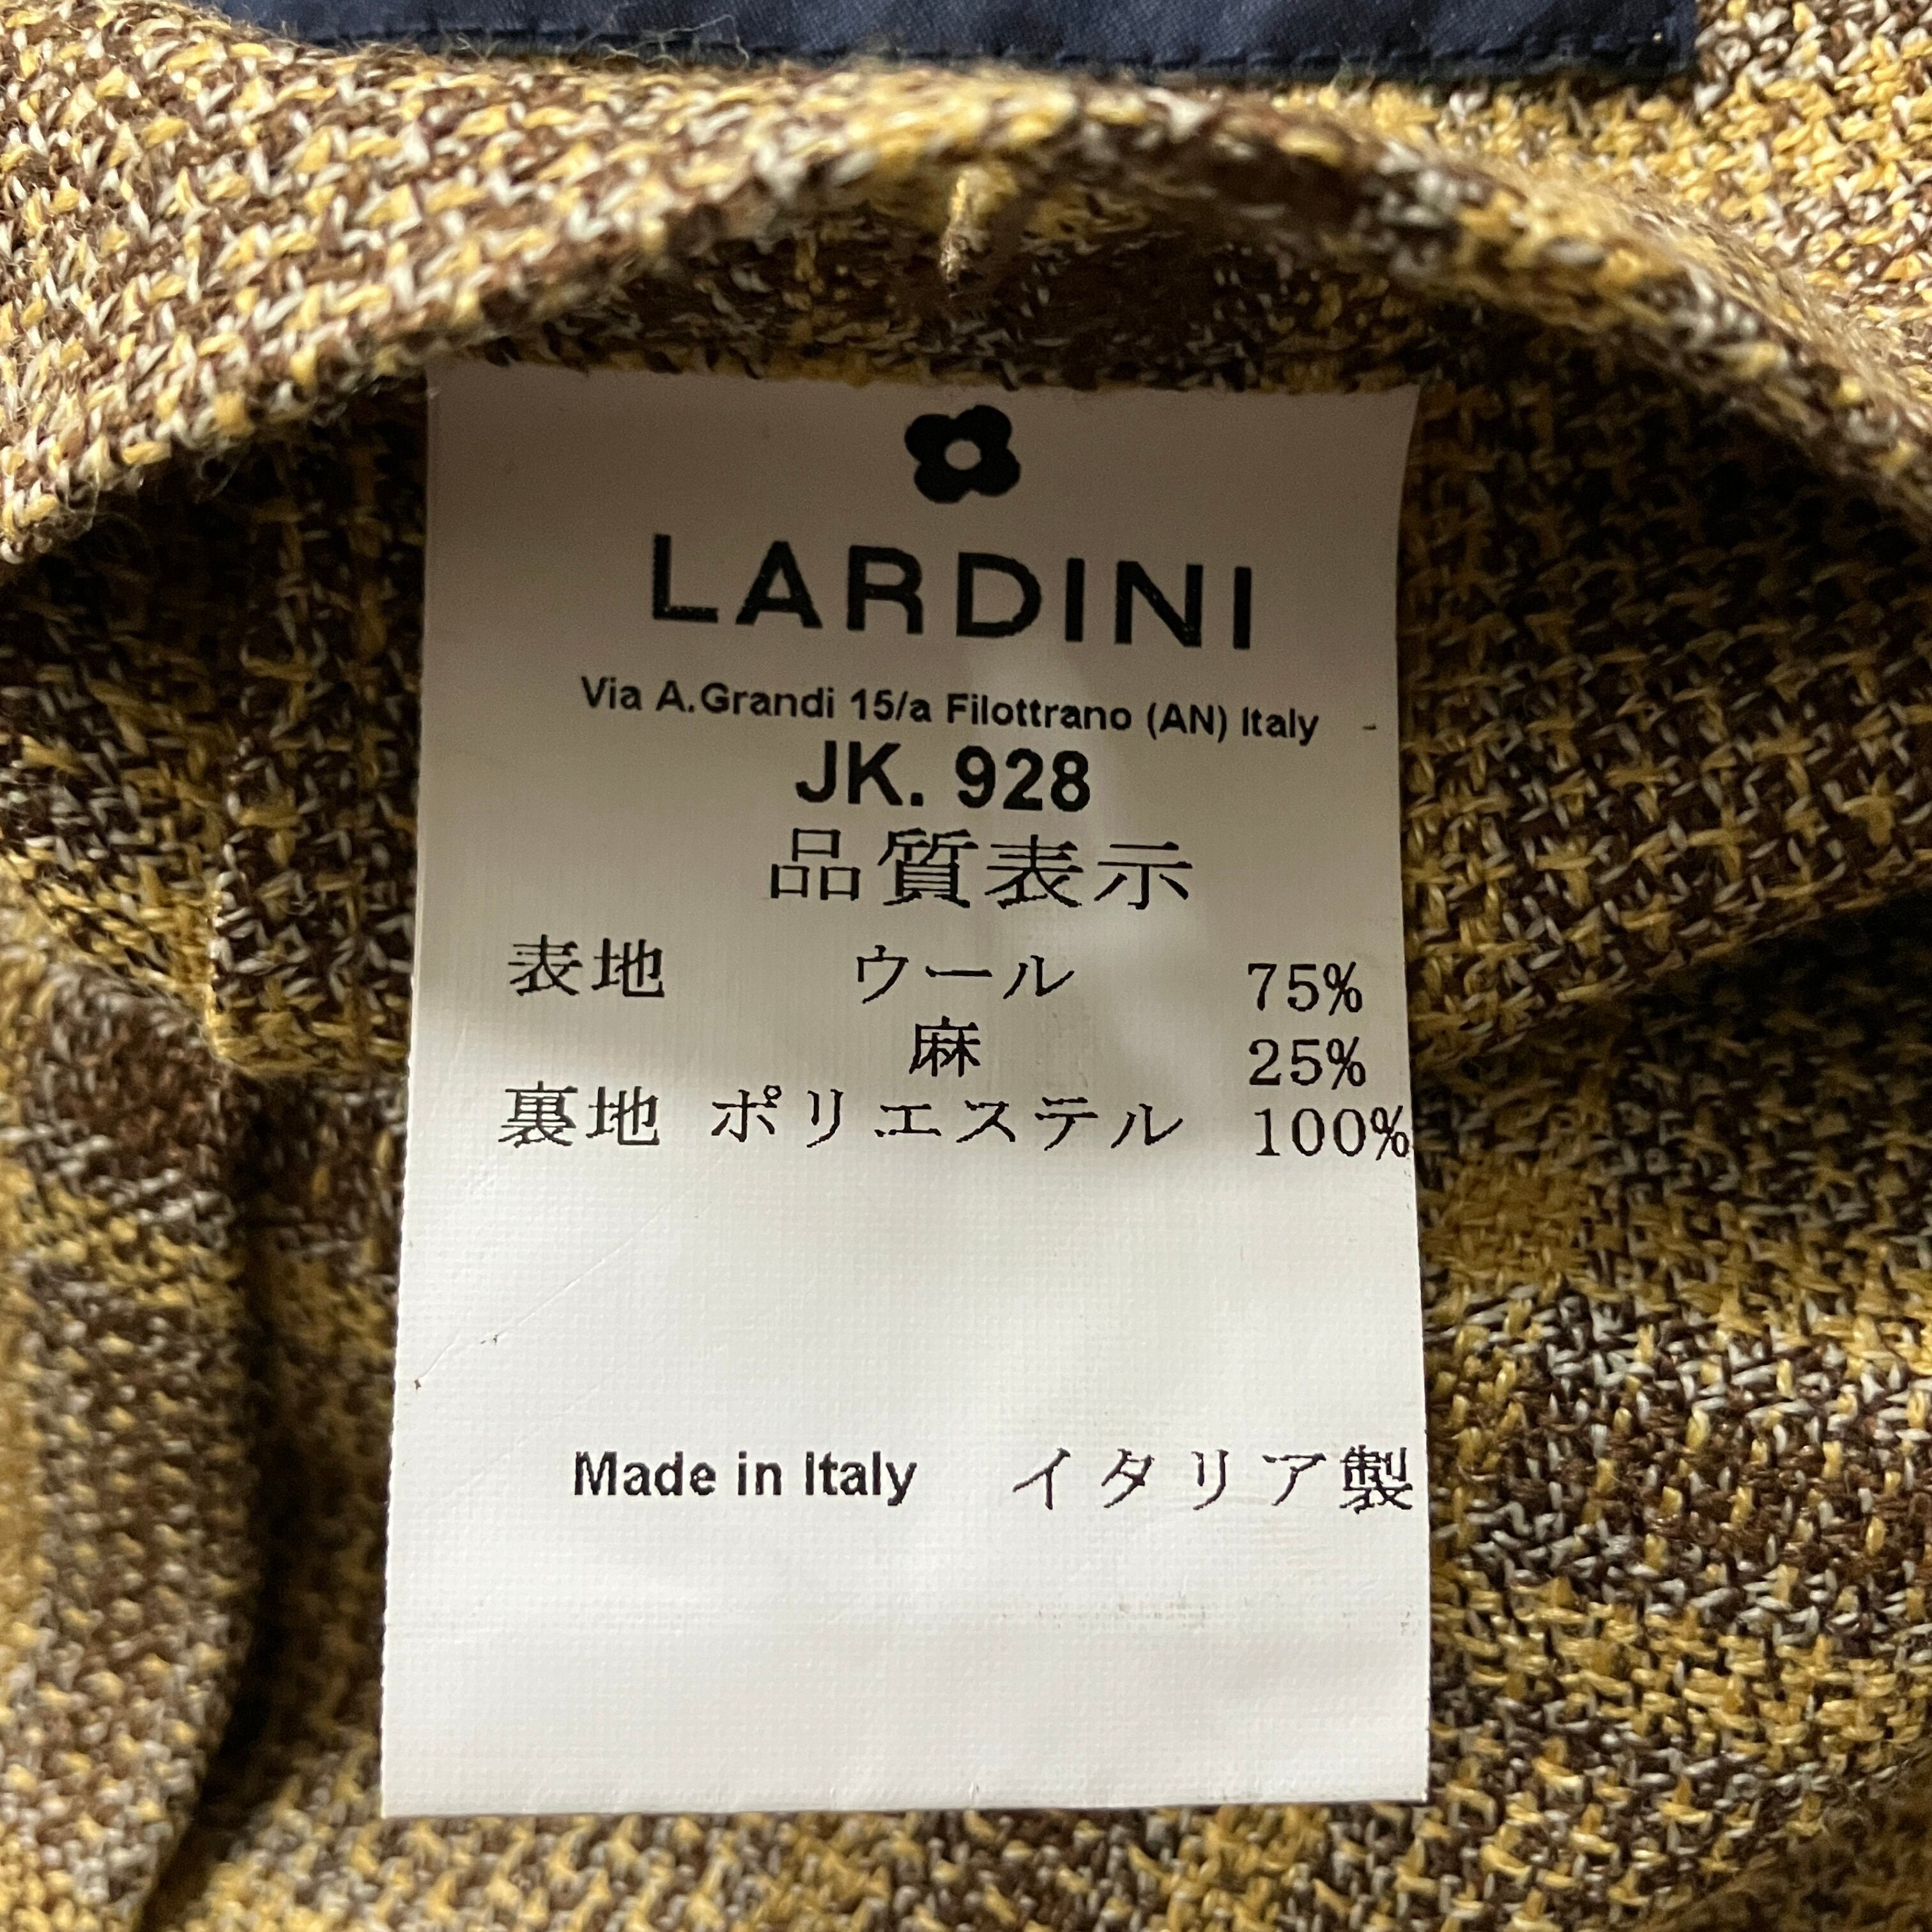 LARDINI
Via A.Grandi 15/a Filottrano (AN) Italy
JK. 928
品質表示
表地 ウール 75%
麻 25%
裏地 ポリエステル 100%
Made in Italy イタリア製